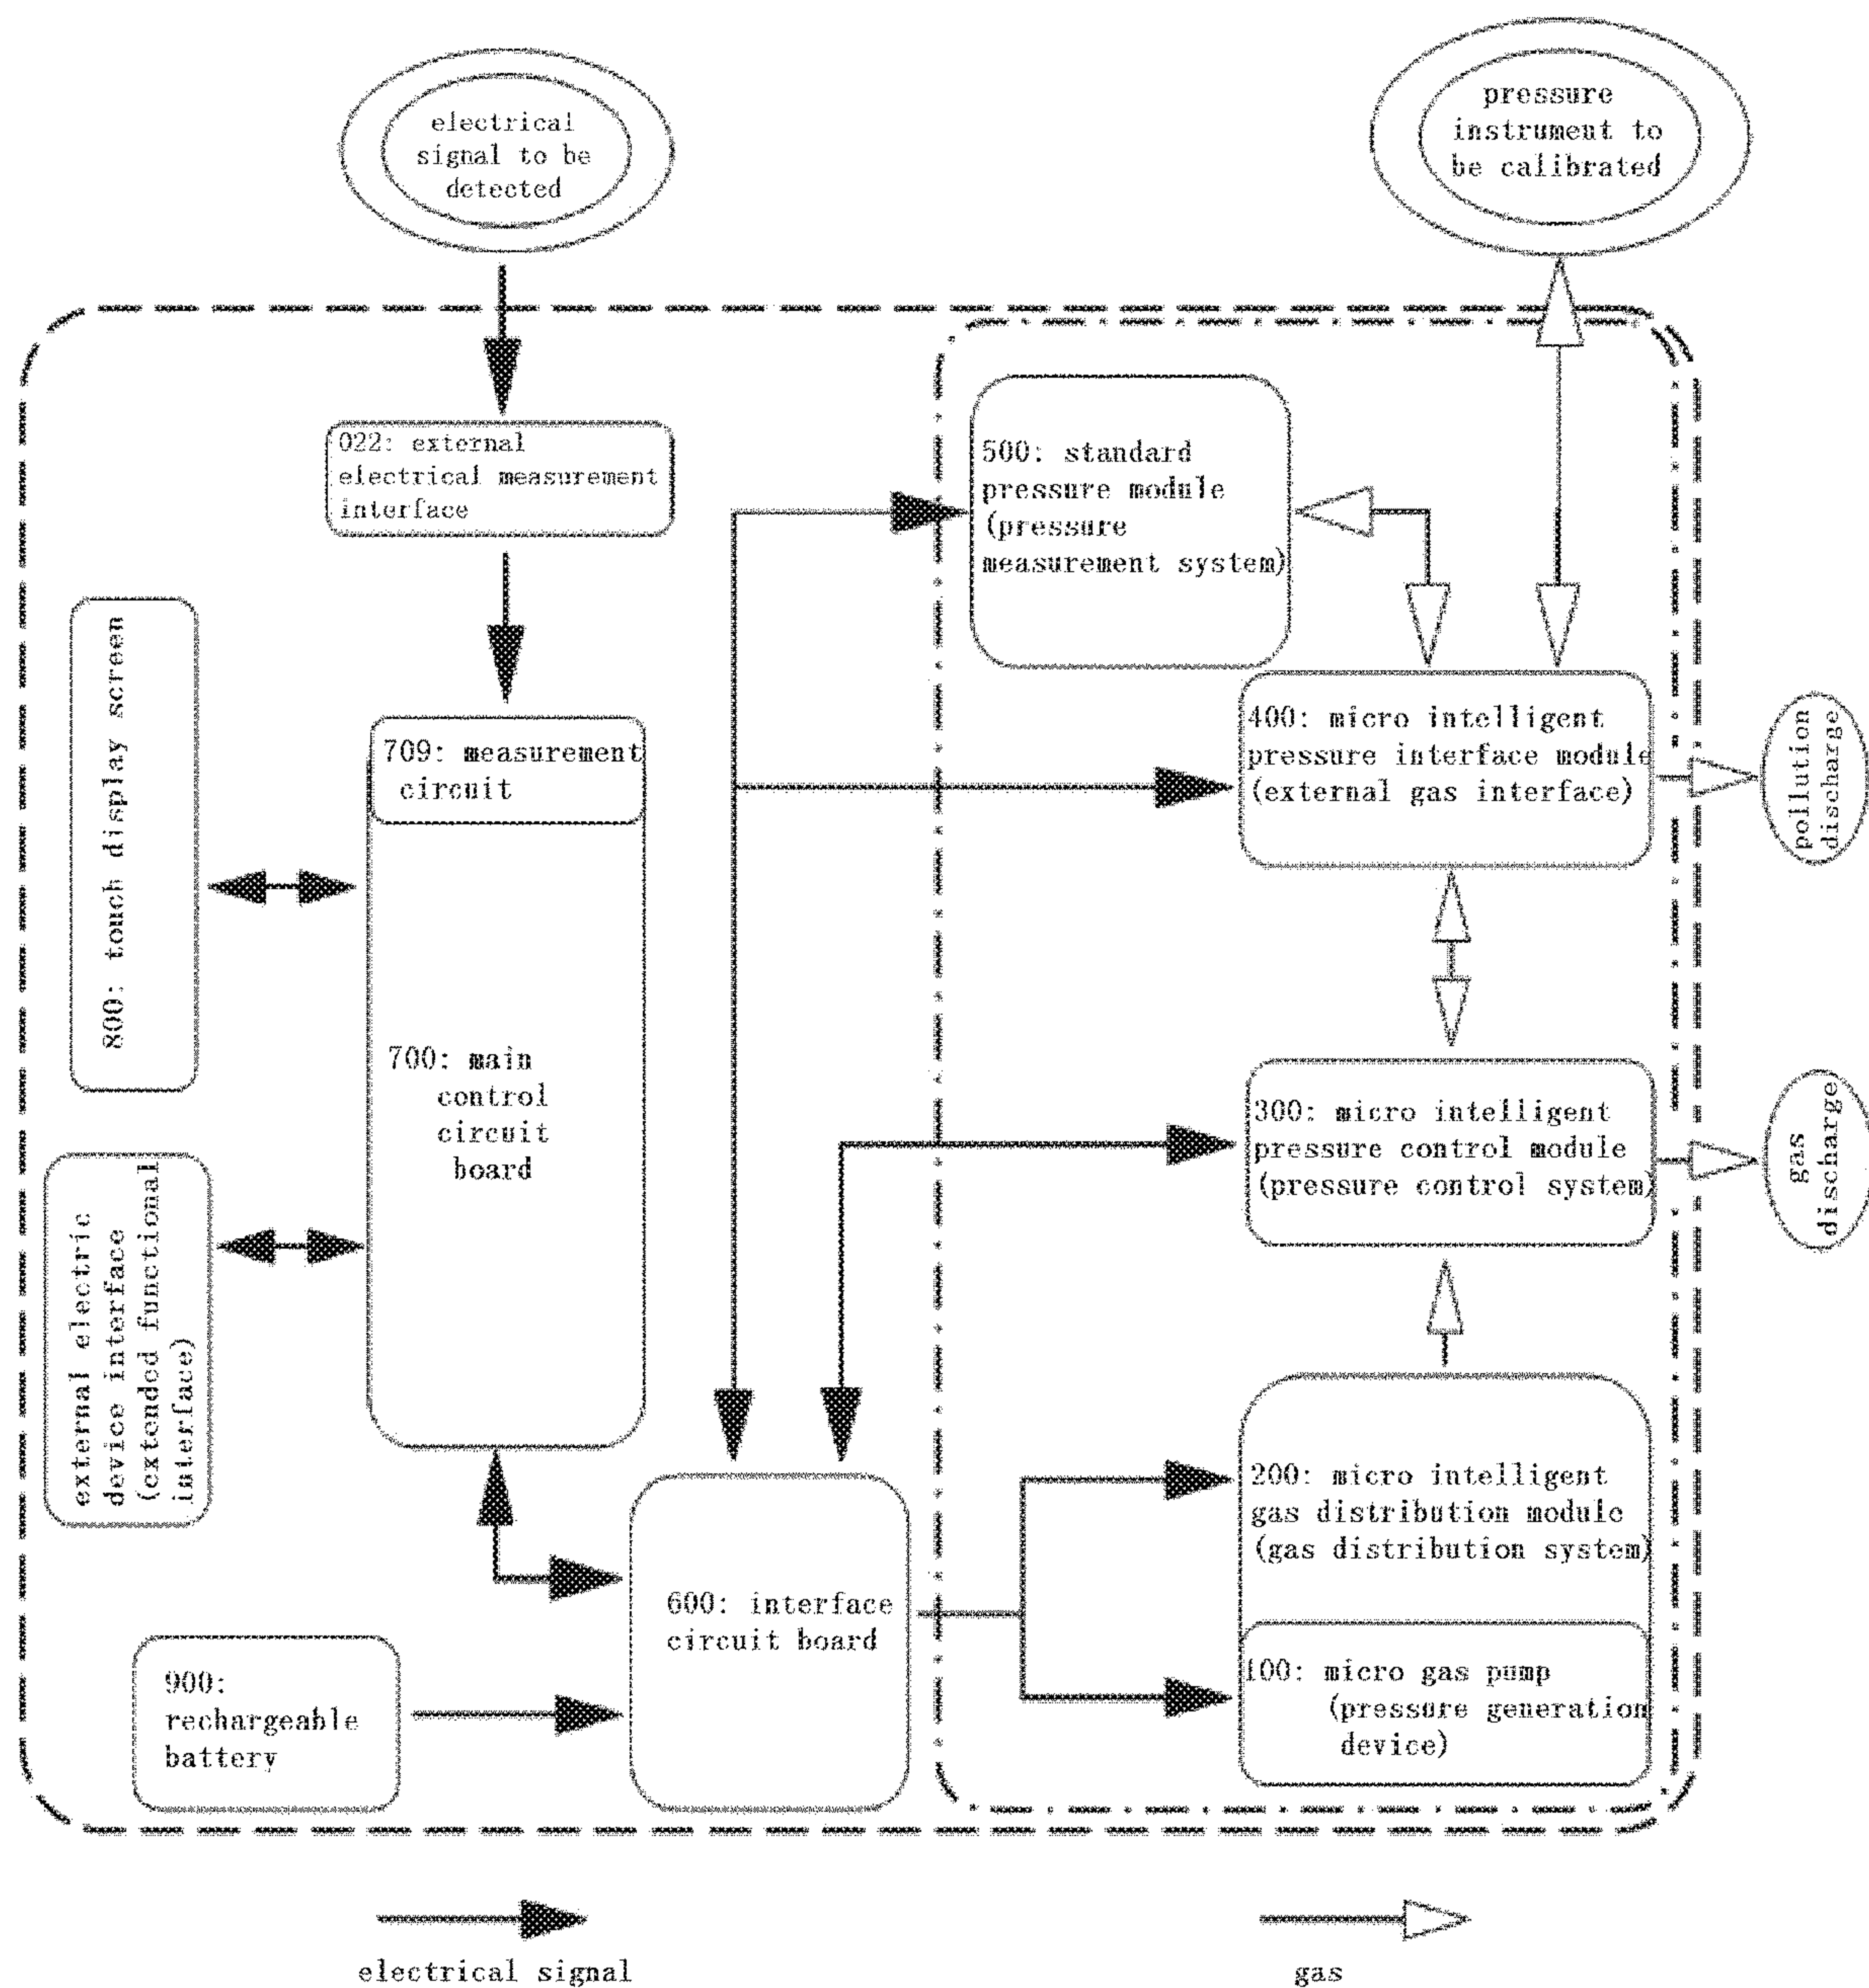 electrical
signal to be
detected
pressure
instrument to
be calibrated
022: external
electrical measurement
interface
500: standard
pressure module
(pressure
measurement system)
800: touch display screen
709: measurement
circuit
400: micro intelligent
pressure interface module
(external gas interface)
pollution
discharge
700: main
control
circuit
board
300: micro intelligent
pressure control module
(pressure control system)
gas
discharge
external electric
device interface
(extended functional
interface)
200: micro intelligent
gas distribution module
(gas distribution system)
600: interface
circuit board
900:
rechargeable
battery
100: micro gas pump
(pressure generation
device)
electrical signal
gas